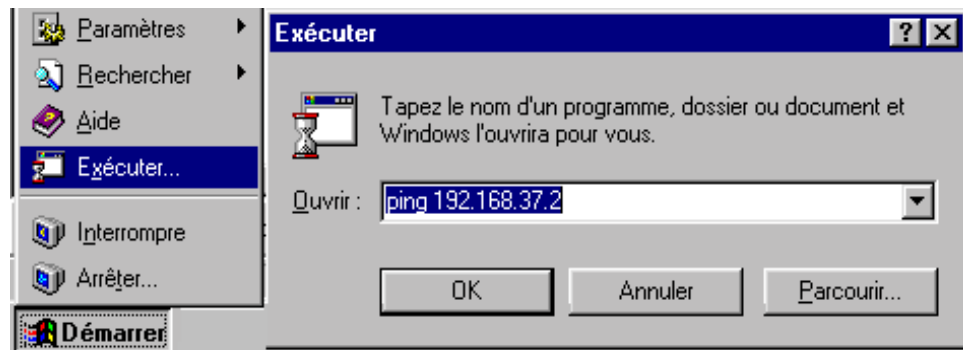 Paramètres
Rechercher
Aide
Exécuter...
Interrompre
Arrêter...
Démarrer
Exécuter
Tapez le nom d'un programme, dossier ou document et
Windows l'ouvrira pour vous.
Ouvrir :
ping 192.168.37.2
OK
Annuler
Parcourir...